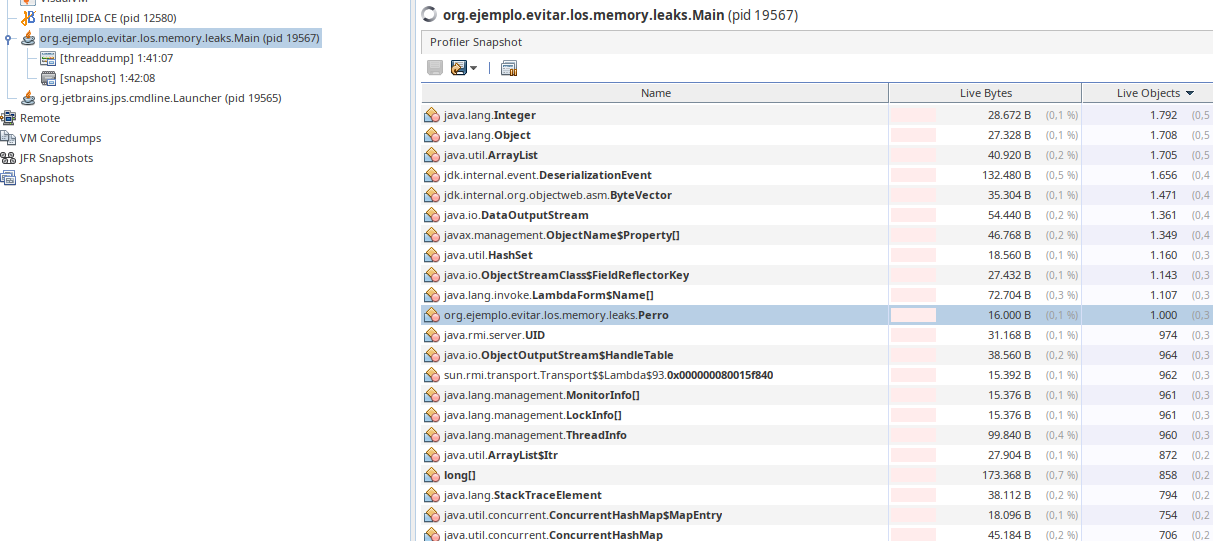 VisualVM
IntelliJ IDEA CE (pid 12580)
org.ejemplo.evitar.los.memory.leaks.Main (pid 19567)
[threaddump] 1:41:07
[snapshot] 1:42:08
org.jetbrains.jps.cmdline.Launcher (pid 19565)
Remote
VM Coredumps
JFR Snapshots
Snapshots
org.ejemplo.evitar.los.memory.leaks.Main (pid 19567)
Profiler Snapshot
Name Live Bytes Live Objects
java.lang.Integer 28.672 B (0,1 %) 1.792 (0,5
java.lang.Object 27.328 B (0,1 %) 1.708 (0,5
java.util.ArrayList 40.920 B (0,2 %) 1.705 (0,5
jdk.internal.event.DeserializationEvent 132.480 B (0,5 %) 1.656 (0,4
jdk.internal.org.objectweb.asm.ByteVector 35.304 B (0,1 %) 1.471 (0,4
java.io.DataOutputStream 54.440 B (0,2 %) 1.361 (0,4
javax.management.ObjectName$Property[] 46.768 B (0,2 %) 1.349 (0,4
java.util.HashSet 18.560 B (0,1 %) 1.160 (0,3
java.io.ObjectStreamClass$FieldReflectorKey 27.432 B (0,1 %) 1.143 (0,3
java.lang.invoke.LambdaForm$Name[] 72.704 B (0,3 %) 1.107 (0,3
org.ejemplo.evitar.los.memory.leaks.Perro 16.000 B (0,1 %) 1.000 (0,3
java.rmi.server.UID 31.168 B (0,1 %) 974 (0,3
java.io.ObjectOutputStream$HandleTable 38.560 B (0,2 %) 964 (0,3
sun.rmi.transport.Transport$$Lambda$93.0x000000080015f840 15.392 B (0,1 %) 962 (0,3
java.lang.management.MonitorInfo[] 15.376 B (0,1 %) 961 (0,3
java.lang.management.LockInfo[] 15.376 B (0,1 %) 961 (0,3
java.lang.management.ThreadInfo 99.840 B (0,4 %) 960 (0,3
java.util.ArrayList$Itr 27.904 B (0,1 %) 872 (0,2
long[] 173.368 B (0,7 %) 858 (0,2
java.lang.StackTraceElement 38.112 B (0,2 %) 794 (0,2
java.util.concurrent.ConcurrentHashMap$MapEntry 18.096 B (0,1 %) 754 (0,2
java.util.concurrent.ConcurrentHashMap 45.184 B (0,2 %) 706 (0,2